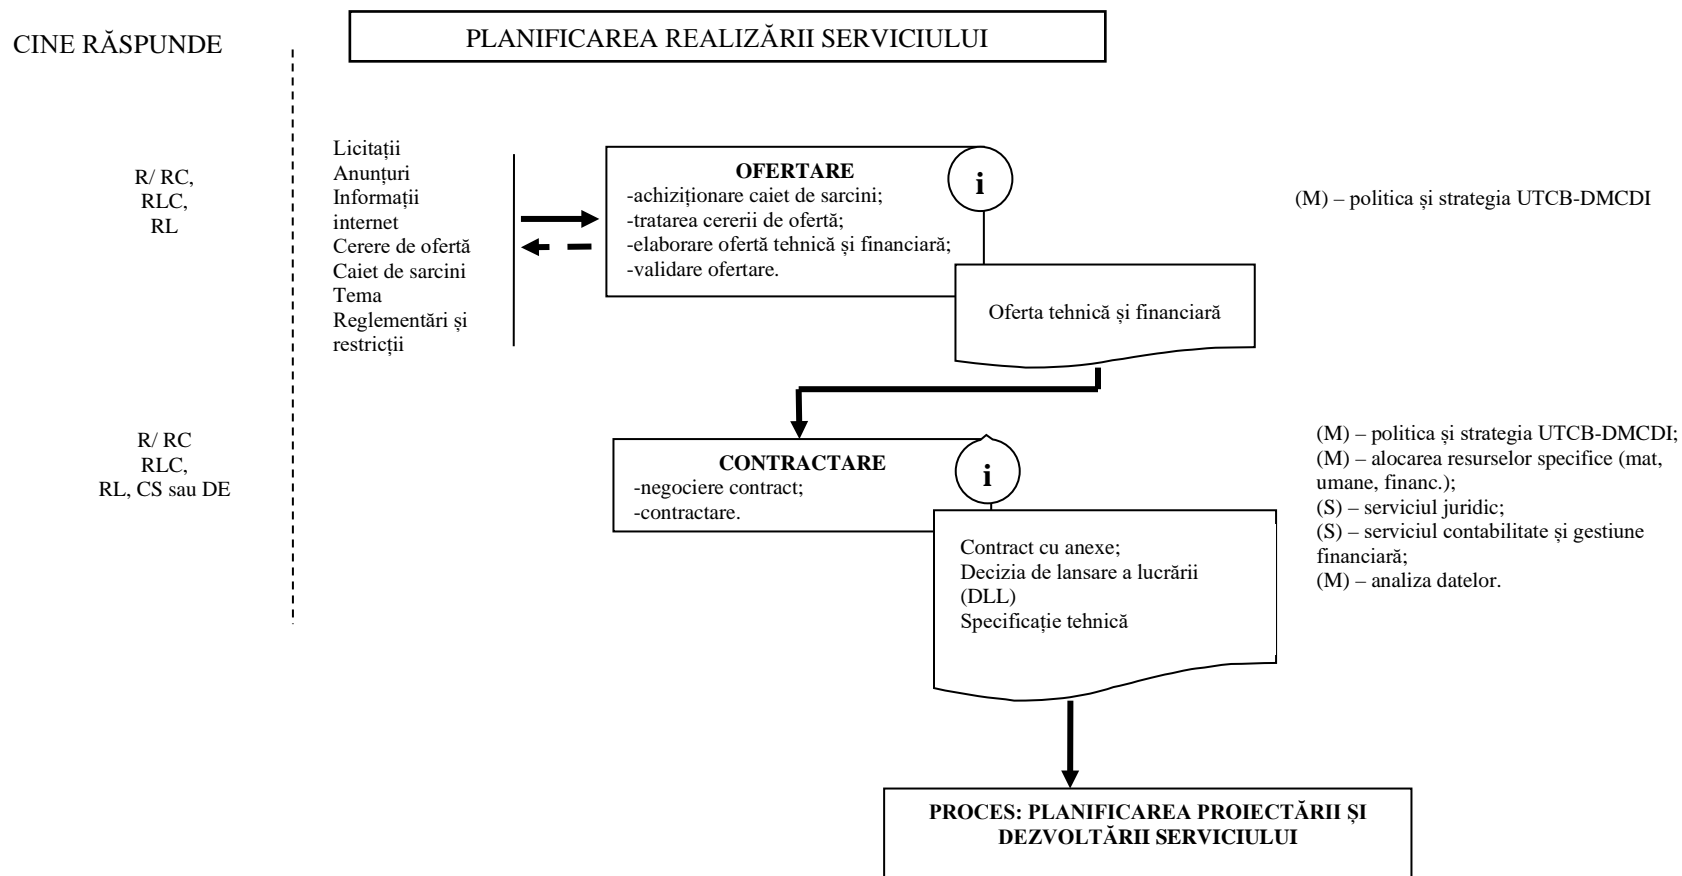 CINE RĂSPUNDE
PLANIFICAREA REALIZĂRII SERVICIULUI
R/ RC,
RLC,
RL
Licitații
Anunțuri
Informații
internet
Cerere de ofertă
Caiet de sarcini
Tema
Reglementări și
restricții
OFERTARE
-achiziționare caiet de sarcini;
-tratarea cererii de ofertă;
-elaborare ofertă tehnică și financiară;
-validare ofertare.
i
(M) – politica și strategia UTCB-DMCDI
Oferta tehnică și financiară
R/ RC
RLC,
RL, CS sau DE
CONTRACTARE
-negociere contract;
-contractare.
i
(M) – politica și strategia UTCB-DMCDI;
(M) – alocarea resurselor specifice (mat,
umane, financ.);
(S) – serviciul juridic;
(S) – serviciul contabilitate și gestiune
financiară;
(M) – analiza datelor.
Contract cu anexe;
Decizia de lansare a lucrării
(DLL)
Specificație tehnică
PROCES: PLANIFICAREA PROIECTĂRII ȘI
DEZVOLTĂRII SERVICIULUI